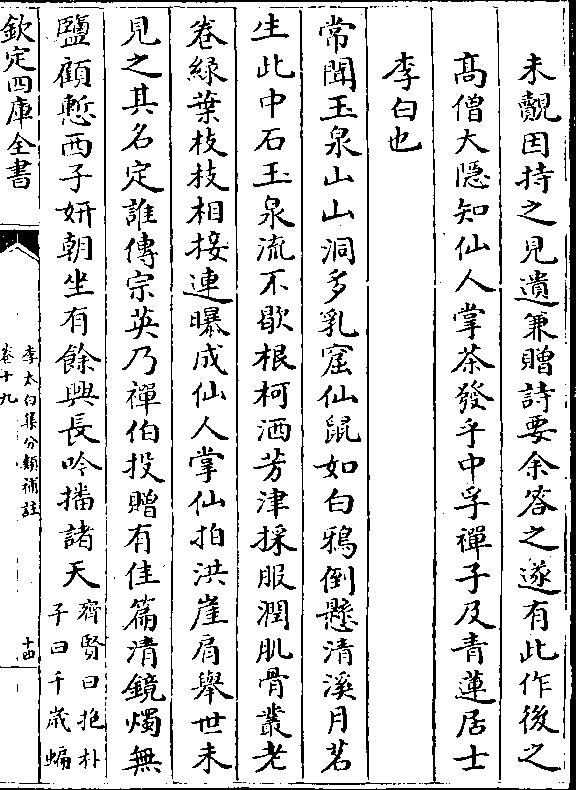 未覿因持之見遺兼贈詩要余答之遂有此作後之
髙僧大隱知仙人掌茶發乎中孚禪子及青蓮居士
李白也
常聞玉泉山山洞多乳窟仙鼠如白鴉倒懸清溪月茗
生此中石玉泉流不歇根柯洒芳津採服潤肌骨叢老
卷緑葉枝枝相接連曝成仙人掌仙拍洪崖肩舉世未
見之其名定誰傳宗英乃禪伯投贈有佳篇清鏡燭無
鹽顧慙西子妍朝坐有餘興長吟播諸天
齊賢曰抱朴
子曰千歲蝙
欽定四庫全書
李太白集分類補註
卷十九
十四